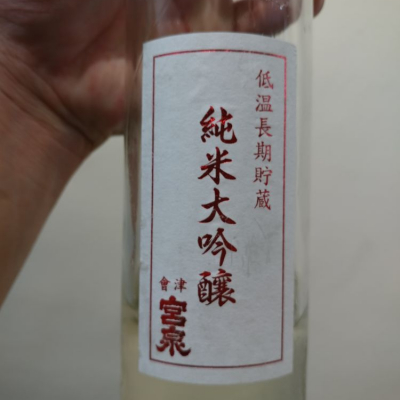 低温長期貯蔵
純米大吟醸
會津
宮泉